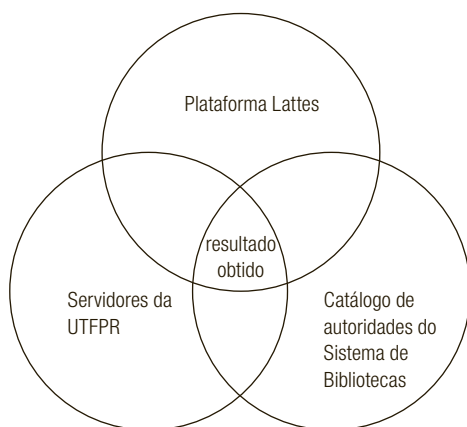 Plataforma Lattes
resultado
obtido
Servidores da
UTFPR
Catálogo de
autoridades do
Sistema de
Bibliotecas